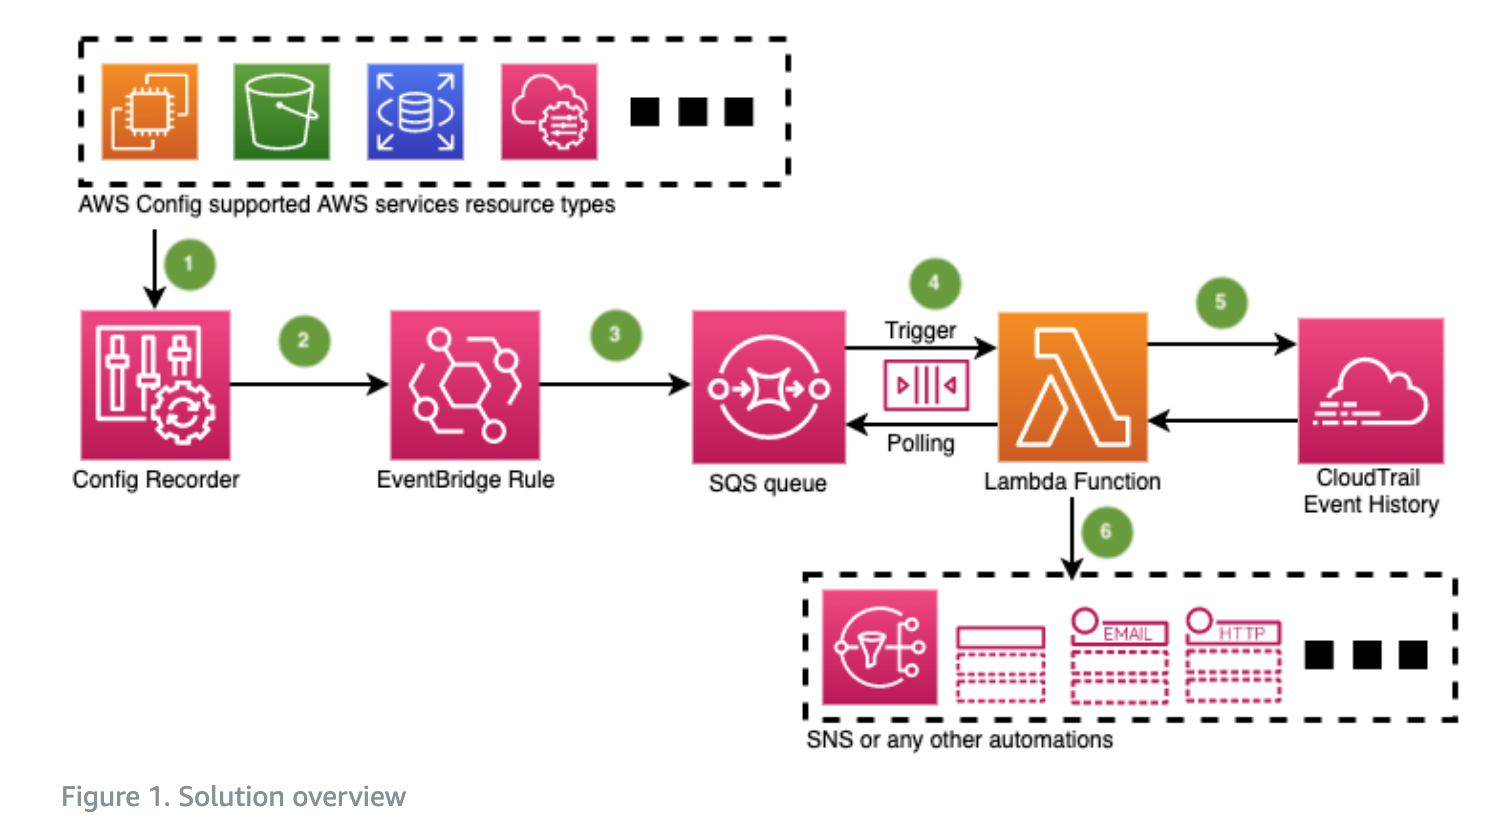 AWS Config supported AWS services resource types
1
2
3
4
5
Trigger
Polling
Config Recorder
EventBridge Rule
SQS queue
Lambda Function
CloudTrail
Event History
6
EMAIL
HTTP
SNS or any other automations
Figure 1. Solution overview